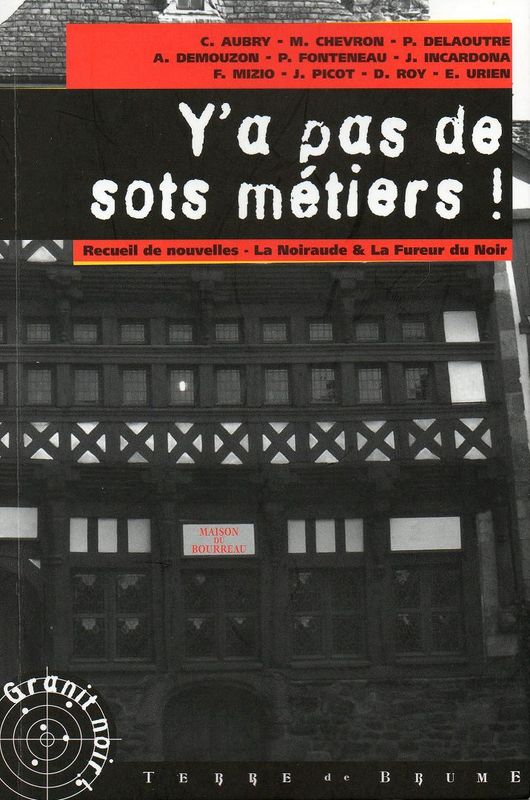 C. AUBRY - M. CHEVRON - P. DELAOUTRE
A. DEMOUZON - P. FONTENEAU - J. INCARDONA
F. MIZIO - J. PICOT - D. ROY - E. URIEN
Y'a pas de
sots métiers !
Recueil de nouvelles - La Noiraude & La Fureur du Noir
MAISON
DU
BOURREAU
Granit noir
TERRE de BRUME